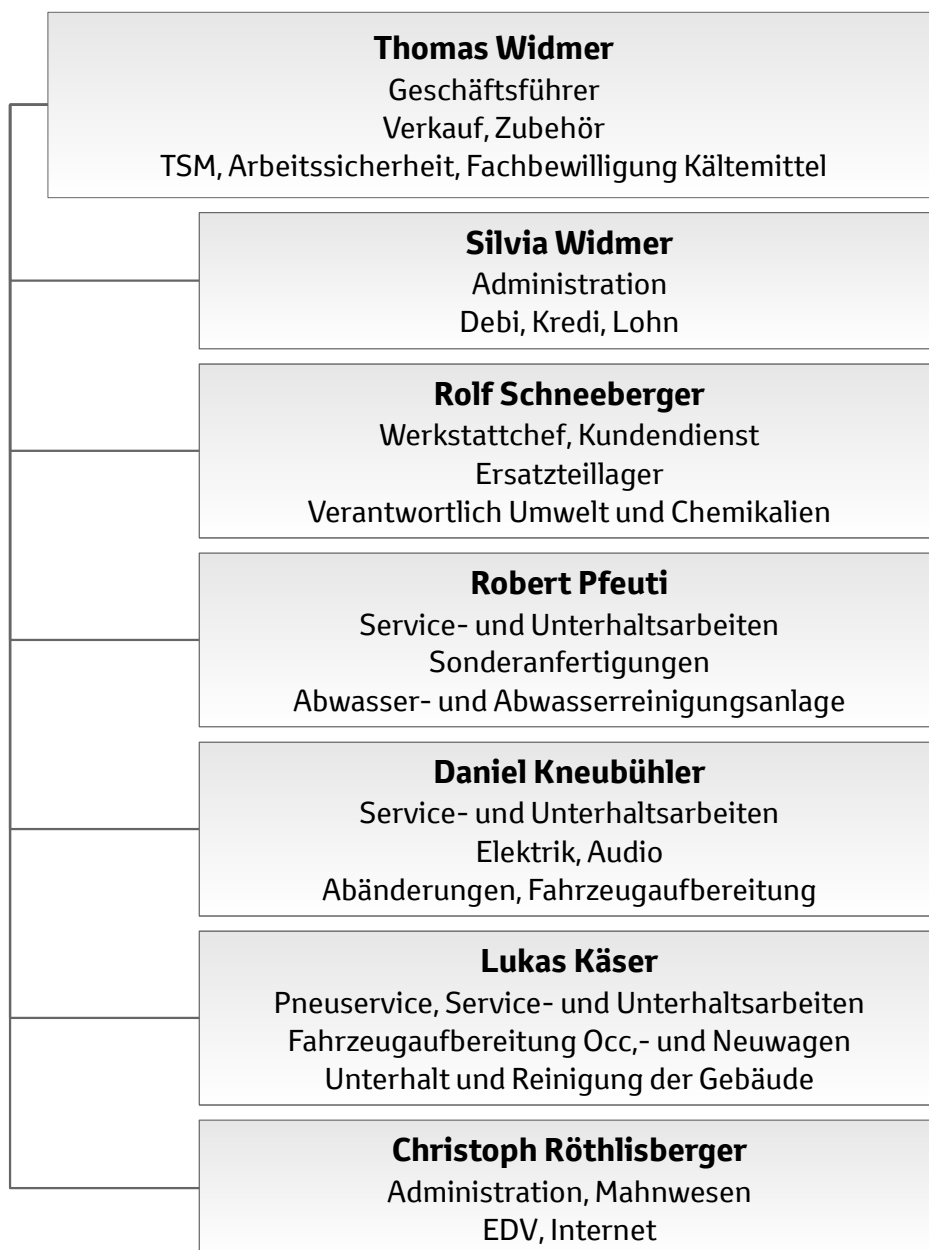 Thomas Widmer
Geschäftsführer
Verkauf, Zubehör
TSM, Arbeitssicherheit, Fachbewilligung Kältemittel
Silvia Widmer
Administration
Debi, Kredi, Lohn
Rolf Schneeberger
Werkstattchef, Kundendienst
Ersatzteillager
Verantwortlich Umwelt und Chemikalien
Robert Pfeuti
Service- und Unterhaltsarbeiten
Sonderanfertigungen
Abwasser- und Abwasserreinigungsanlage
Daniel Kneubühler
Service- und Unterhaltsarbeiten
Elektrik, Audio
Abänderungen, Fahrzeugaufbereitung
Lukas Käser
Pneuservice, Service- und Unterhaltsarbeiten
Fahrzeugaufbereitung Occ,- und Neuwagen
Unterhalt und Reinigung der Gebäude
Christoph Röthlisberger
Administration, Mahnwesen
EDV, Internet